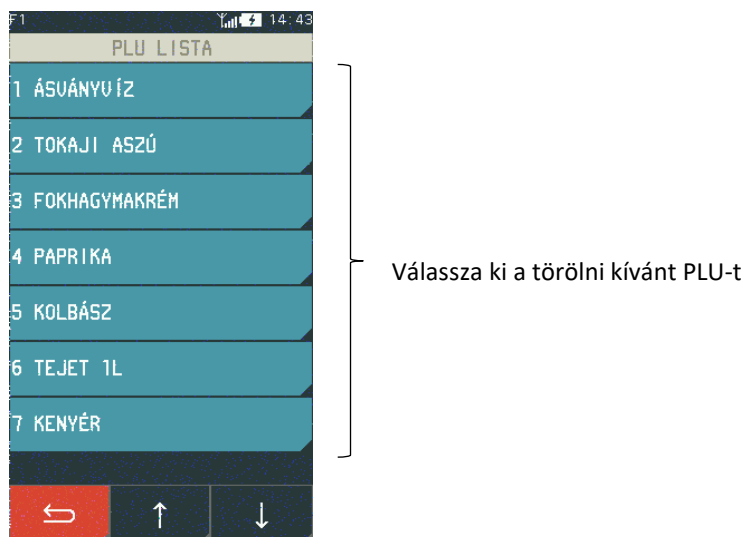 F1 14:43
PLU LISTA
1 ÁSVÁNYVÍZ
2 TOKAJI ASZÚ
3 FOKHAGYMAKRÉM
4 PAPRIKA
5 KOLBÁSZ
6 TEJET 1L
7 KENYÉR
Válassza ki a törölni kívánt PLU-t